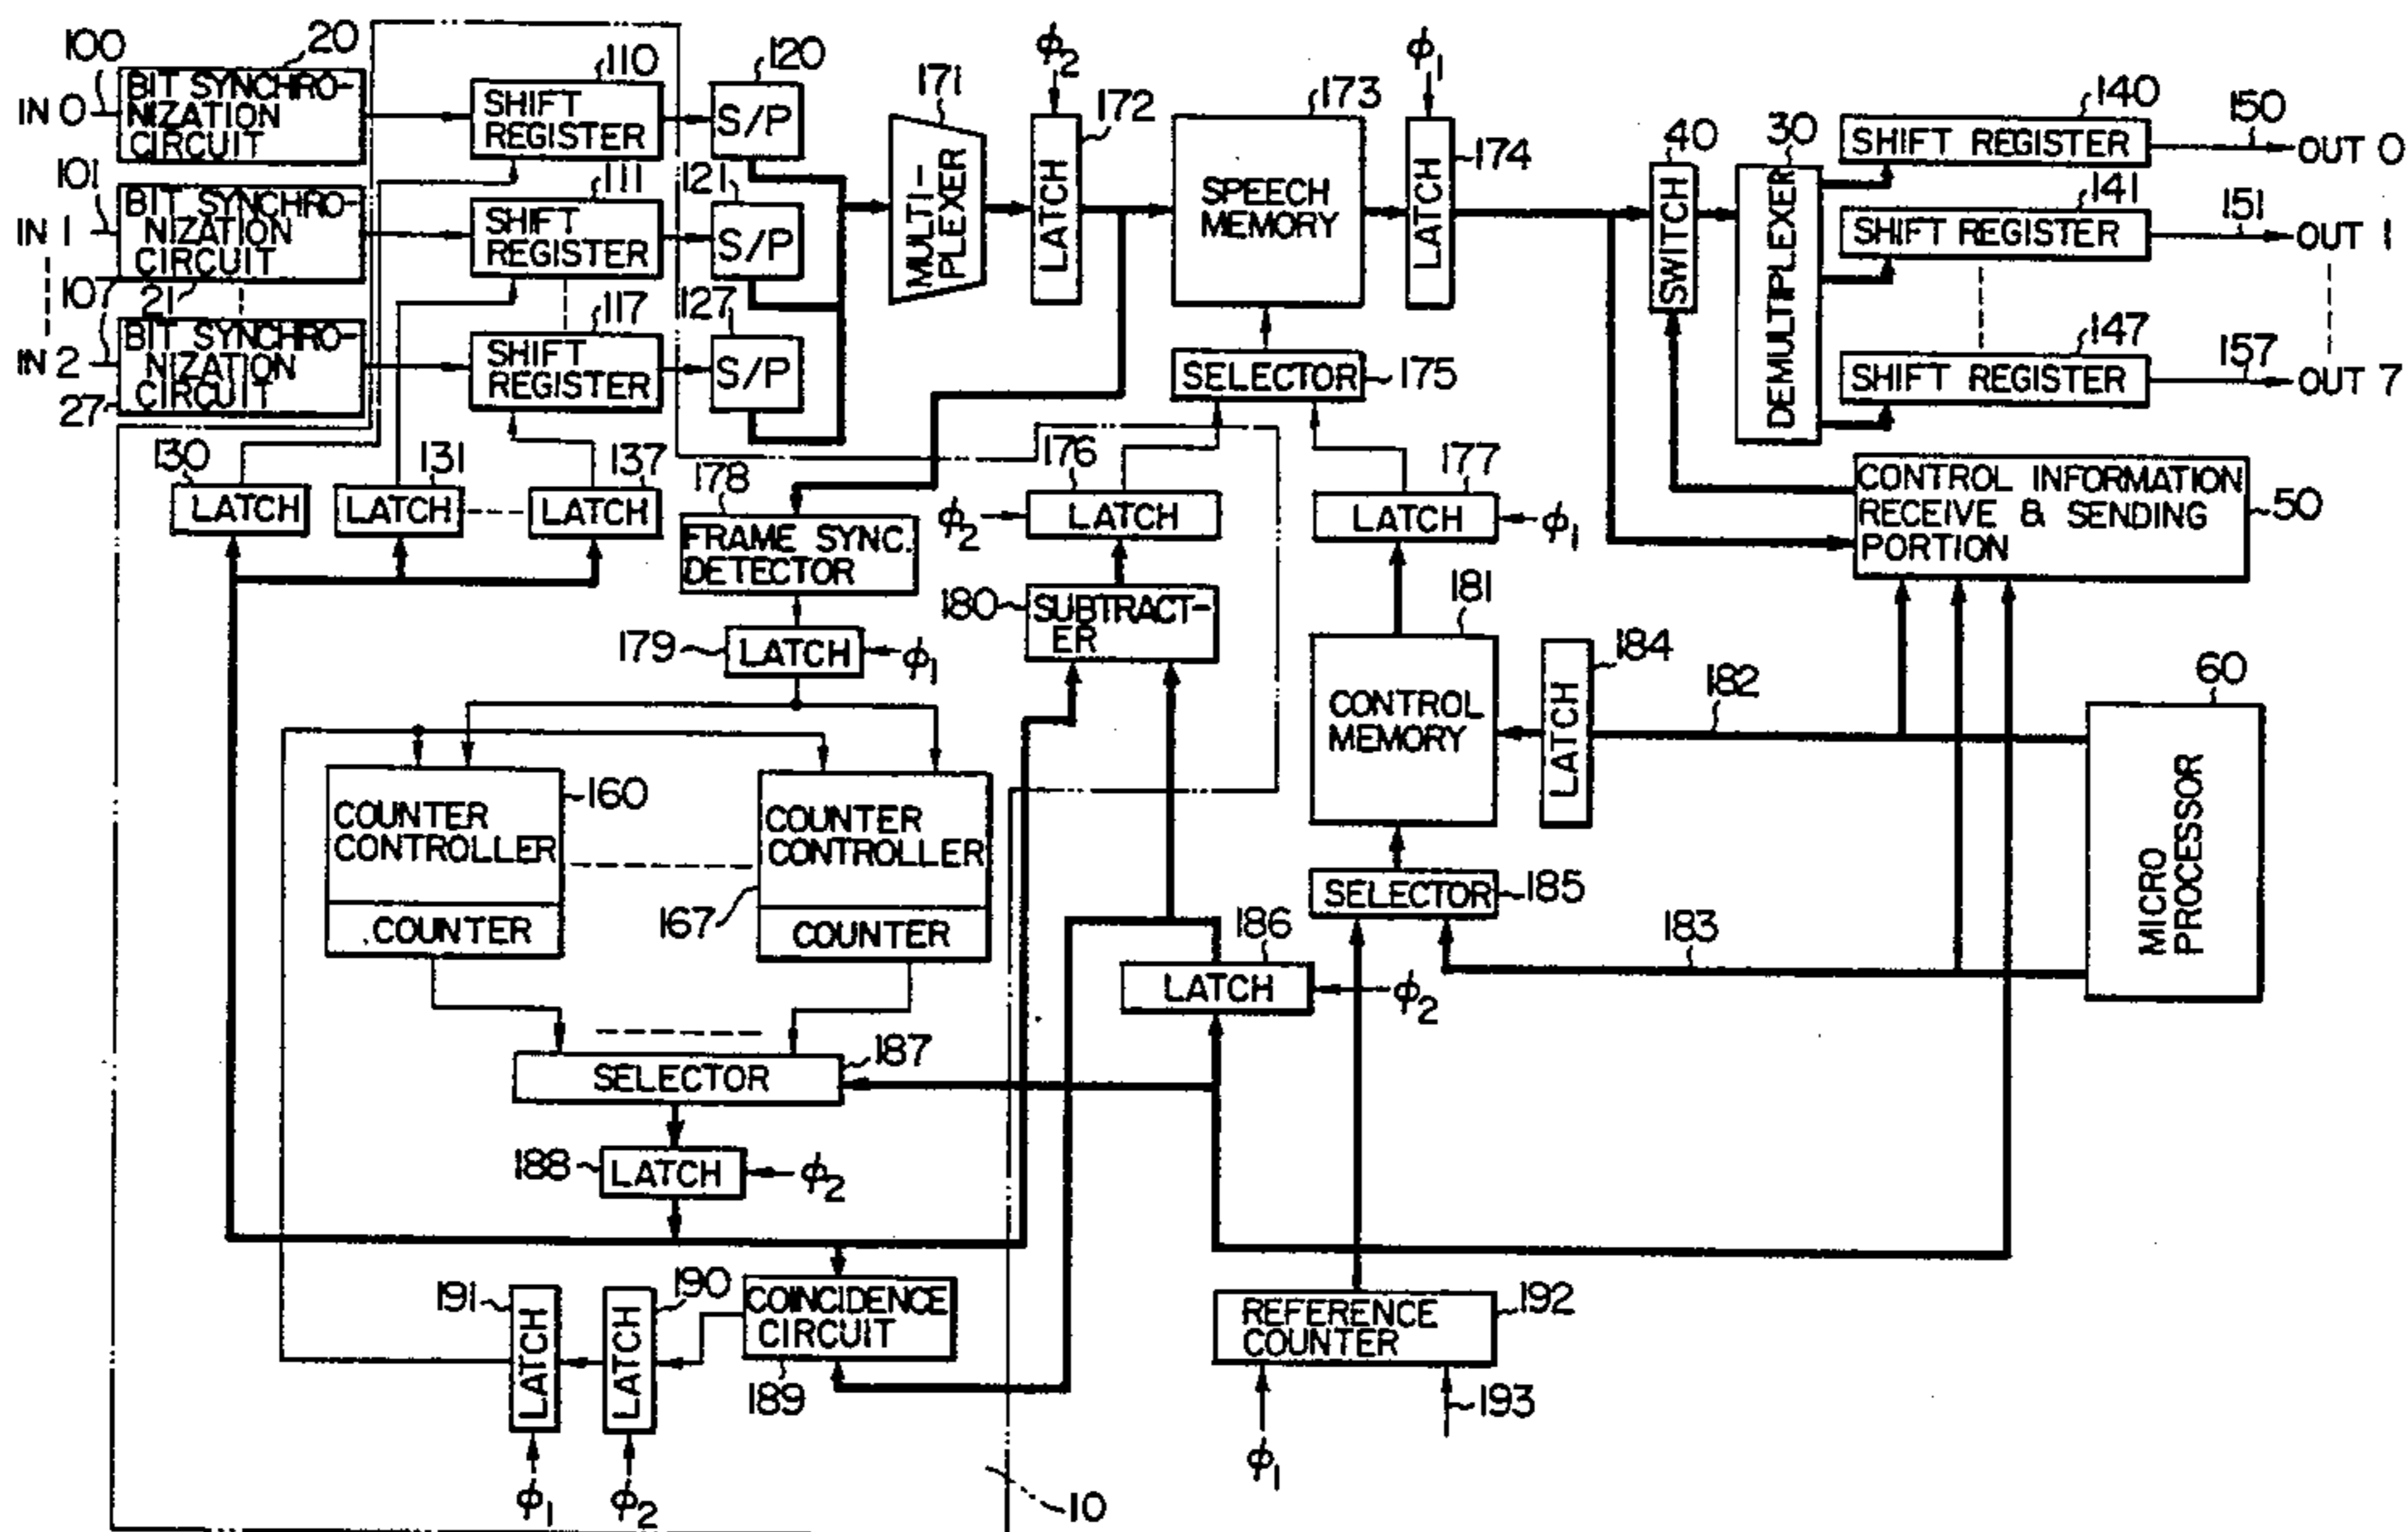 100
20
IN 0
BIT SYNCHRO-
NIZATION
CIRCUIT
110
SHIFT
REGISTER
120
S/P
171
MULTI-
PLEXER
ϕ2
172
LATCH
173
SPEECH
MEMORY
ϕ1
174
LATCH
40
SWITCH
30
DEMULTIPLEXER
140
SHIFT REGISTER
150
OUT 0
101
IN 1
BIT SYNCHRO-
NIZATION
CIRCUIT
21
111
SHIFT
REGISTER
121
S/P
141
SHIFT REGISTER
151
OUT 1
107
IN 2
BIT SYNCHRO-
NIZATION
CIRCUIT
27
117
SHIFT
REGISTER
127
S/P
SELECTOR
175
147
SHIFT REGISTER
157
OUT 7
130
LATCH
131
LATCH
137
LATCH
178
FRAME SYNC.
DETECTOR
176
LATCH
ϕ2
177
LATCH
ϕ1
CONTROL INFORMATION
RECEIVE & SENDING
PORTION
50
179
LATCH
ϕ1
180
SUBTRACT-
ER
181
CONTROL
MEMORY
184
LATCH
182
60
MICRO
PROCESSOR
COUNTER
CONTROLLER
160
COUNTER
COUNTER
CONTROLLER
167
COUNTER
SELECTOR
185
186
LATCH
ϕ2
183
187
SELECTOR
188
LATCH
ϕ2
191
LATCH
190
LATCH
COINCIDENCE
CIRCUIT
189
REFERENCE
COUNTER
192
193
ϕ1
ϕ1
ϕ2
10